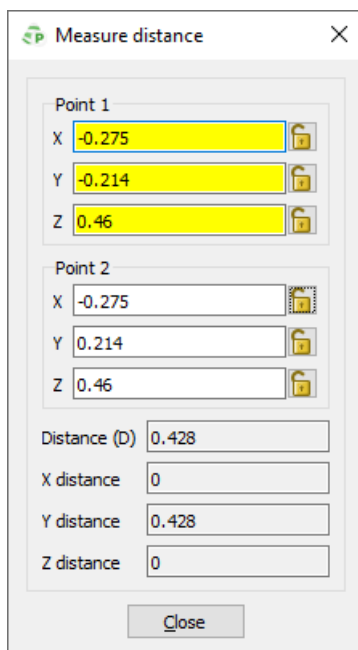 Measure distance
Point 1
X -0.275
Y -0.214
Z 0.46
Point 2
X -0.275
Y 0.214
Z 0.46
Distance (D) 0.428
X distance 0
Y distance 0.428
Z distance 0
Close